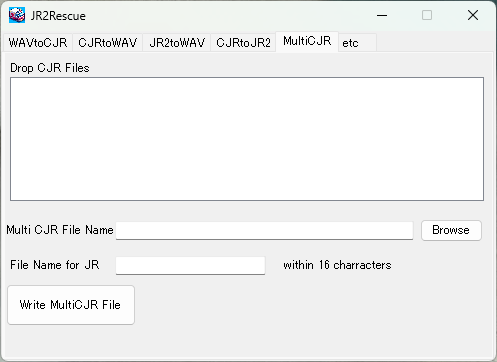 JR2Rescue
WAVtoCJR CJRtoWAV JR2toWAV CJRtoJR2 MultiCJR etc
Drop CJR Files
Multi CJR File Name Browse
File Name for JR within 16 charracters
Write MultiCJR File